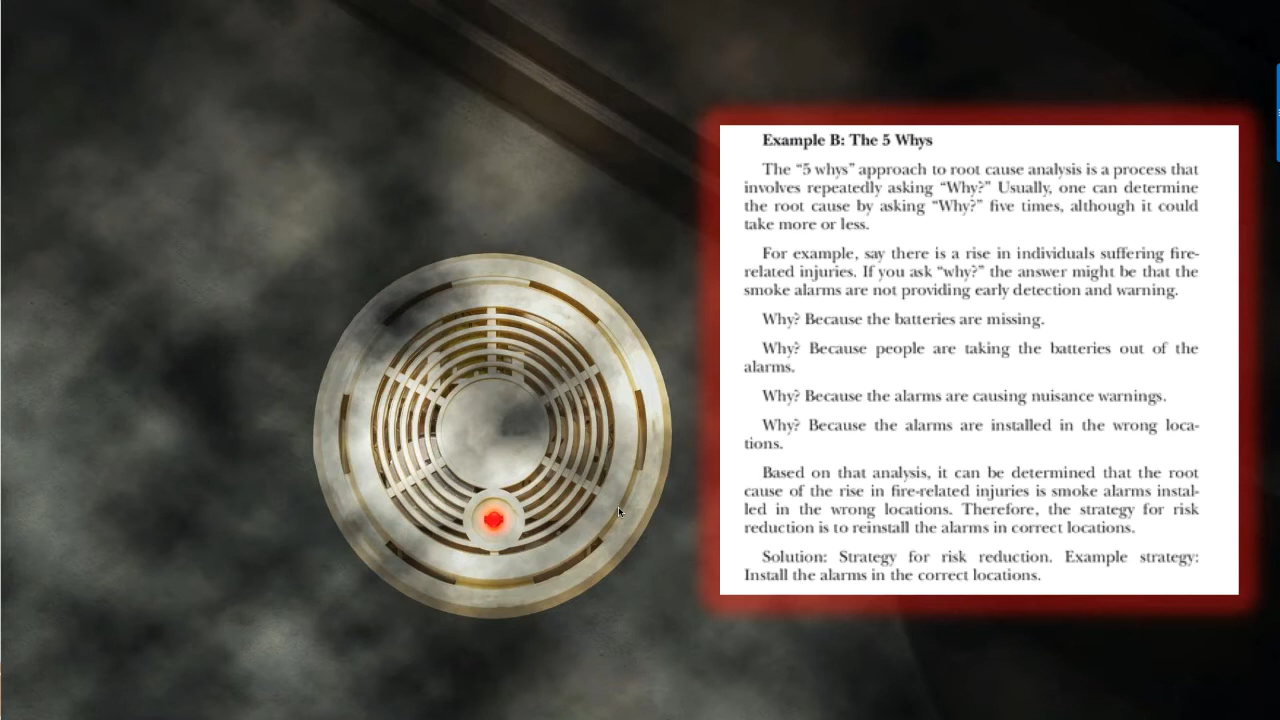 Example B: The 5 Whys
The “5 whys” approach to root cause analysis is a process that
involves repeatedly asking “Why?” Usually, one can determine
the root cause by asking “Why?” five times, although it could
take more or less.
For example, say there is a rise in individuals suffering fire-
related injuries. If you ask “why?” the answer might be that the
smoke alarms are not providing early detection and warning.
Why? Because the batteries are missing.
Why? Because people are taking the batteries out of the
alarms.
Why? Because the alarms are causing nuisance warnings.
Why? Because the alarms are installed in the wrong loca-
tions.
Based on that analysis, it can be determined that the root
cause of the rise in fire-related injuries is smoke alarms instal-
led in the wrong locations. Therefore, the strategy for risk
reduction is to reinstall the alarms in correct locations.
Solution: Strategy for risk reduction. Example strategy:
Install the alarms in the correct locations.